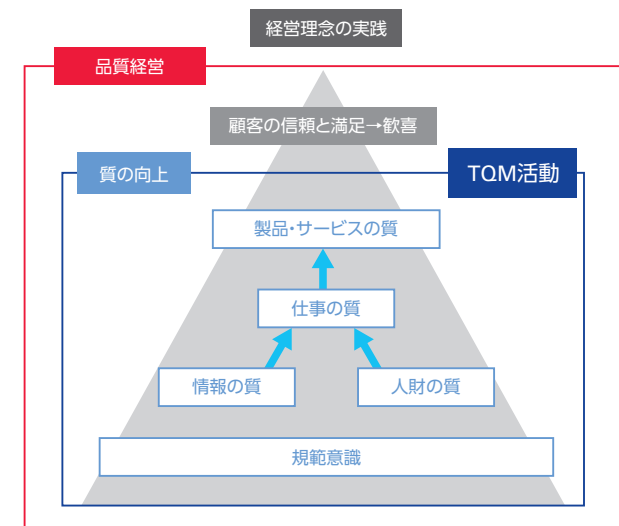 経営理念の実践
品質経営
顧客の信頼と満足→歓喜
質の向上
TQM活動
製品・サービスの質
仕事の質
情報の質
人財の質
規範意識